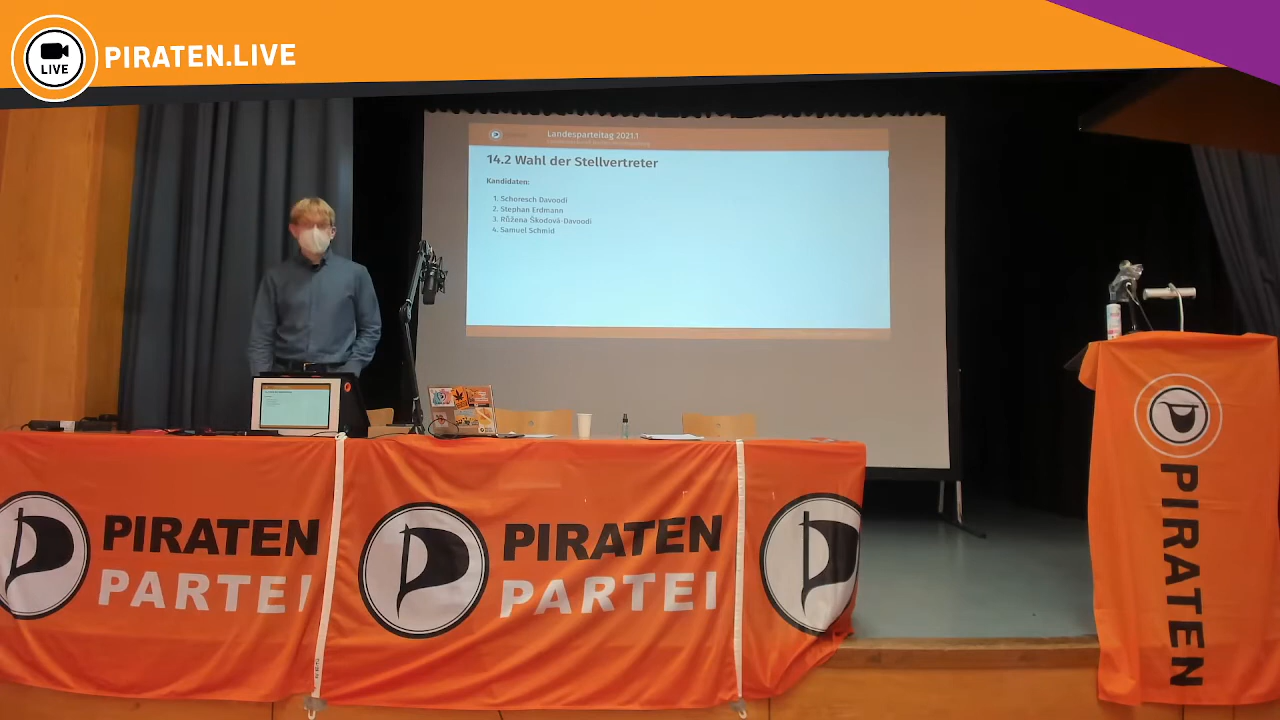 LIVE
PIRATEN.LIVE
Landesparteitag 2021.1
14.2 Wahl der Stellvertreter
Kandidaten:
1. Schoresch Davoodi
2. Stephan Erdmann
3. Růžena Škodová-Davoodi
4. Samuel Schmid
PIRATEN
PARTEI
PIRATEN
PARTEI
PIRATEN